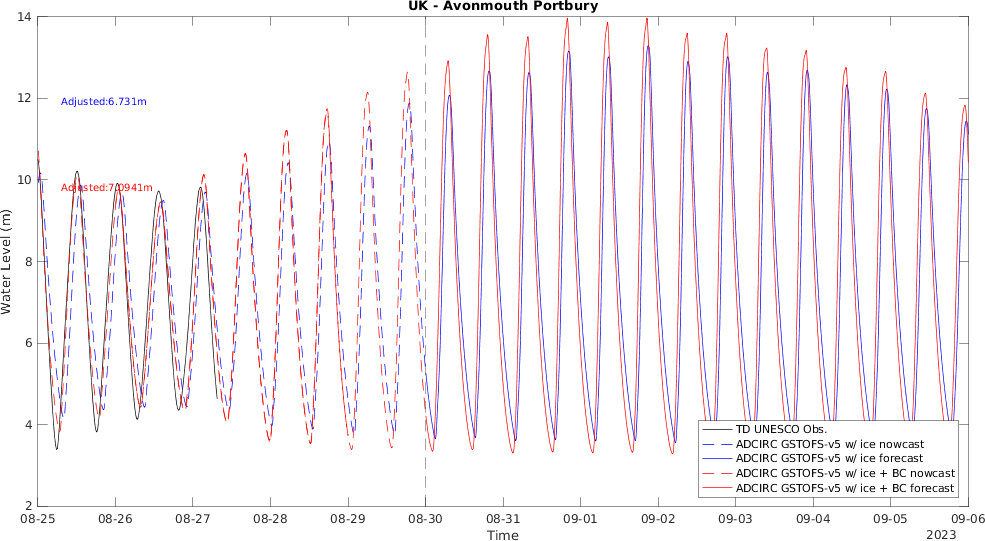 UK - Avonmouth Portbury
14
12
10
8
6
4
2
Water Level (m)
Adjusted:6.731m
Adjusted:7.0941m
TD UNESCO Obs.
ADCIRC GSTOFS-v5 w/ ice nowcast
ADCIRC GSTOFS-v5 w/ ice forecast
ADCIRC GSTOFS-v5 w/ ice + BC nowcast
ADCIRC GSTOFS-v5 w/ ice + BC forecast
08-25 08-26 08-27 08-28 08-29 08-30 08-31 09-01 09-02 09-03 09-04 09-05 09-06
Time
2023